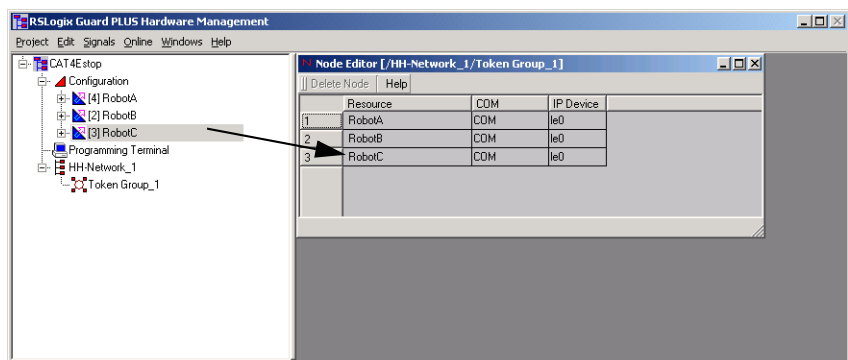 RSLogix Guard PLUS Hardware Management
Project Edit Signals Online Windows Help
CAT4Estop
Configuration
[4] RobotA
[2] RobotB
[3] RobotC
Programming Terminal
HH-Network_1
Token Group_1
Node Editor [/HH-Network_1/Token Group_1]
Delete Node Help
Resource COM IP Device
1 RobotA COM le0
2 RobotB COM le0
3 RobotC COM le0